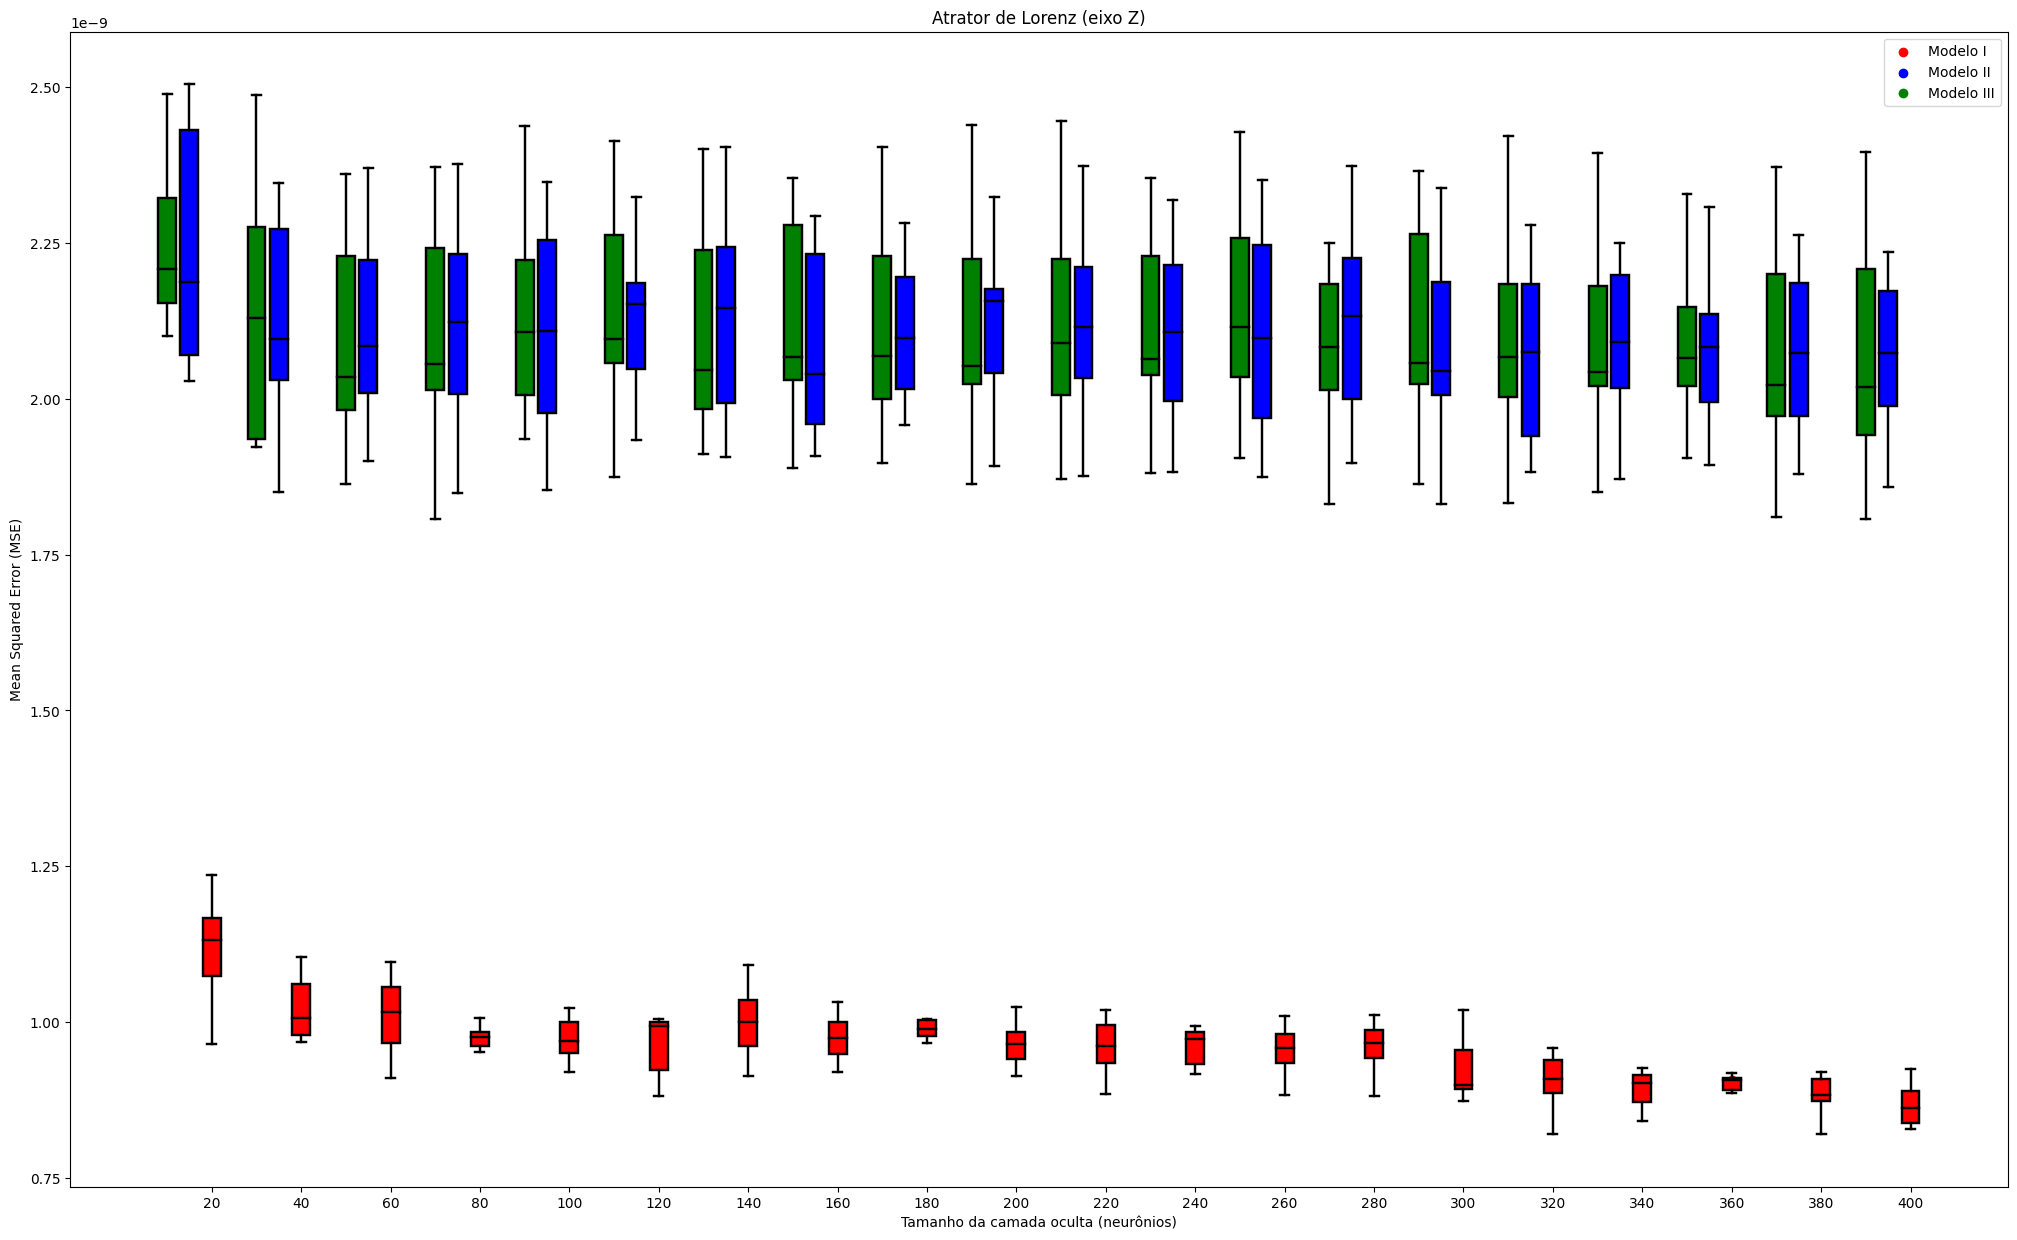 Atrator de Lorenz (eixo Z)
1e−9
Modelo I
Modelo II
Modelo III
Mean Squared Error (MSE)
2.50
2.25
2.00
1.75
1.50
1.25
1.00
0.75
20 40 60 80 100 120 140 160 180 200 220 240 260 280 300 320 340 360 380 400
Tamanho da camada oculta (neurônios)